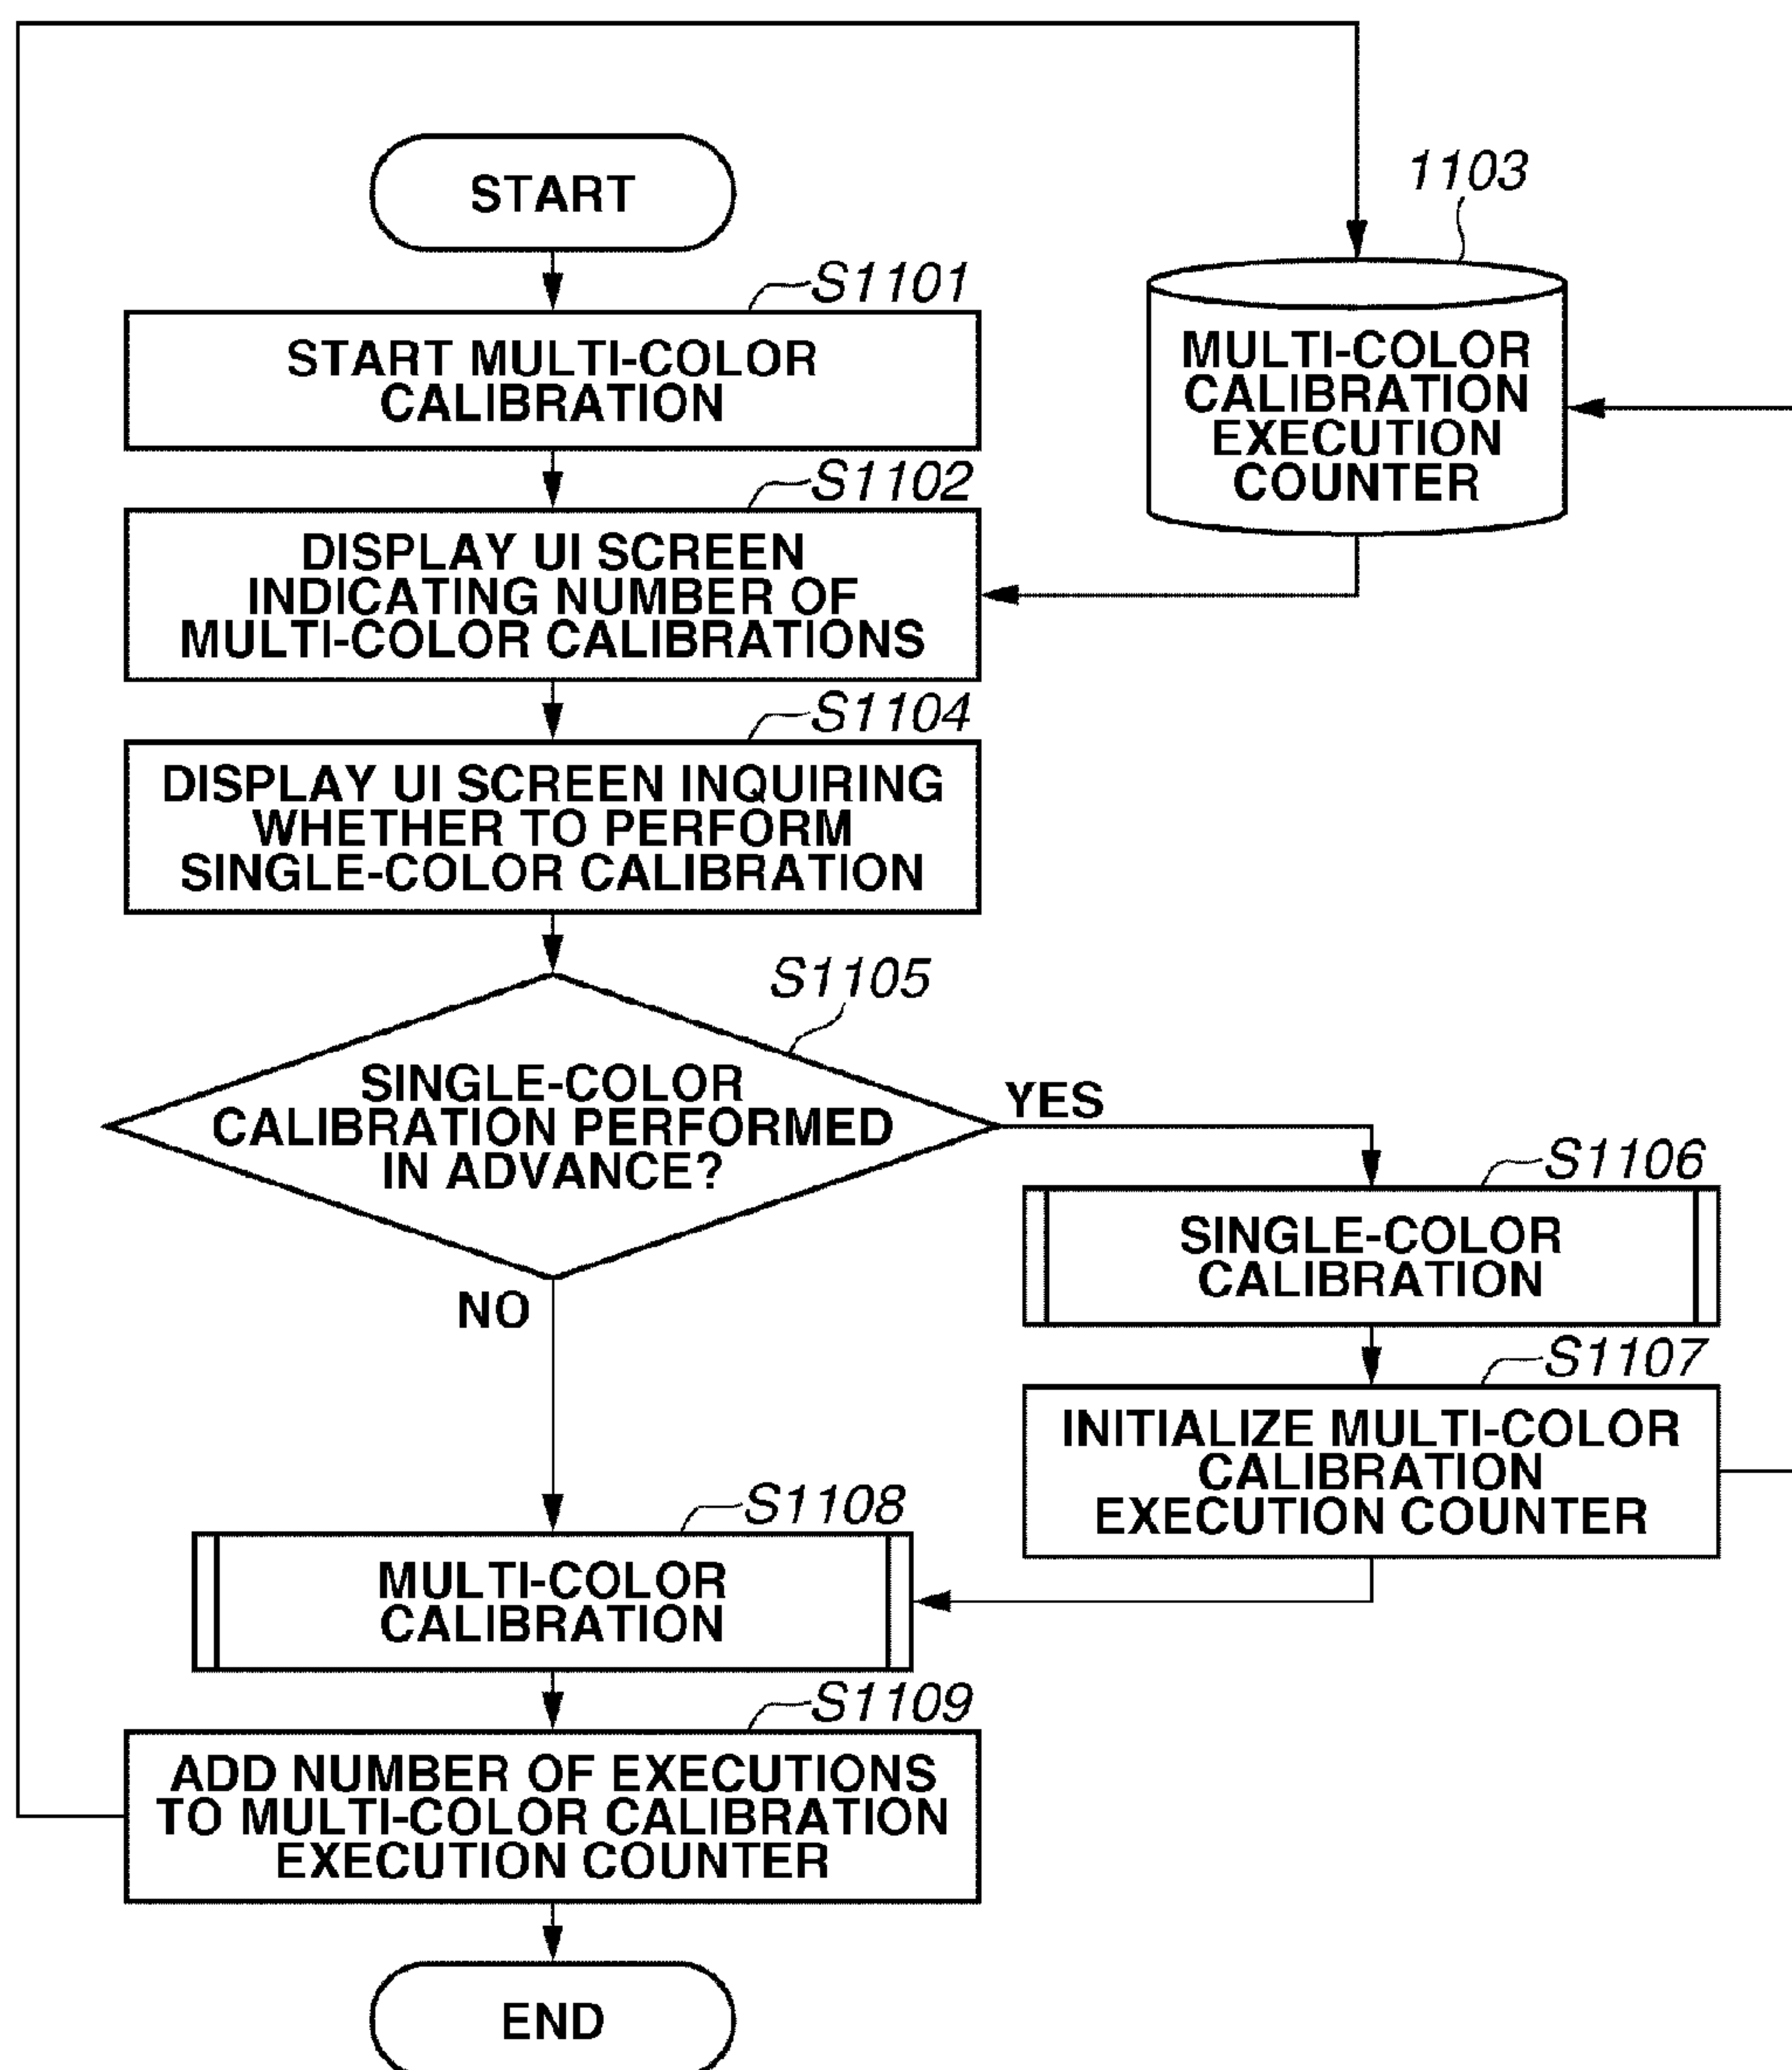 START
1103
S1101
START MULTI-COLOR
CALIBRATION
MULTI-COLOR
CALIBRATION
EXECUTION
COUNTER
S1102
DISPLAY UI SCREEN
INDICATING NUMBER OF
MULTI-COLOR CALIBRATIONS
S1104
DISPLAY UI SCREEN INQUIRING
WHETHER TO PERFORM
SINGLE-COLOR CALIBRATION
S1105
SINGLE-COLOR
CALIBRATION PERFORMED
IN ADVANCE?
YES
NO
S1106
SINGLE-COLOR
CALIBRATION
S1107
INITIALIZE MULTI-COLOR
CALIBRATION
EXECUTION COUNTER
S1108
MULTI-COLOR
CALIBRATION
S1109
ADD NUMBER OF EXECUTIONS
TO MULTI-COLOR CALIBRATION
EXECUTION COUNTER
END